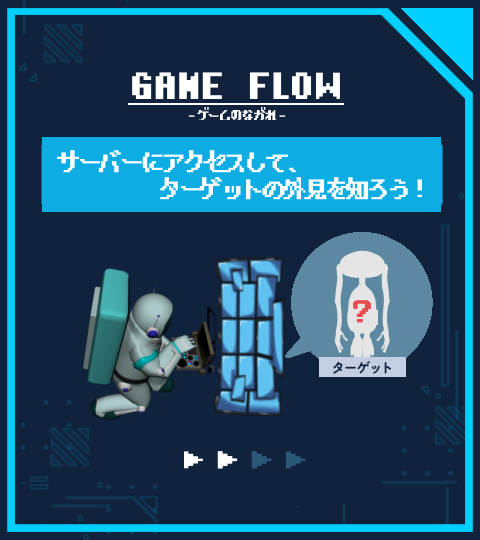 GAME FLOW
-ゲームのながれ-
サーバーにアクセスして、
ターゲットの外見を知ろう！
?
ターゲット